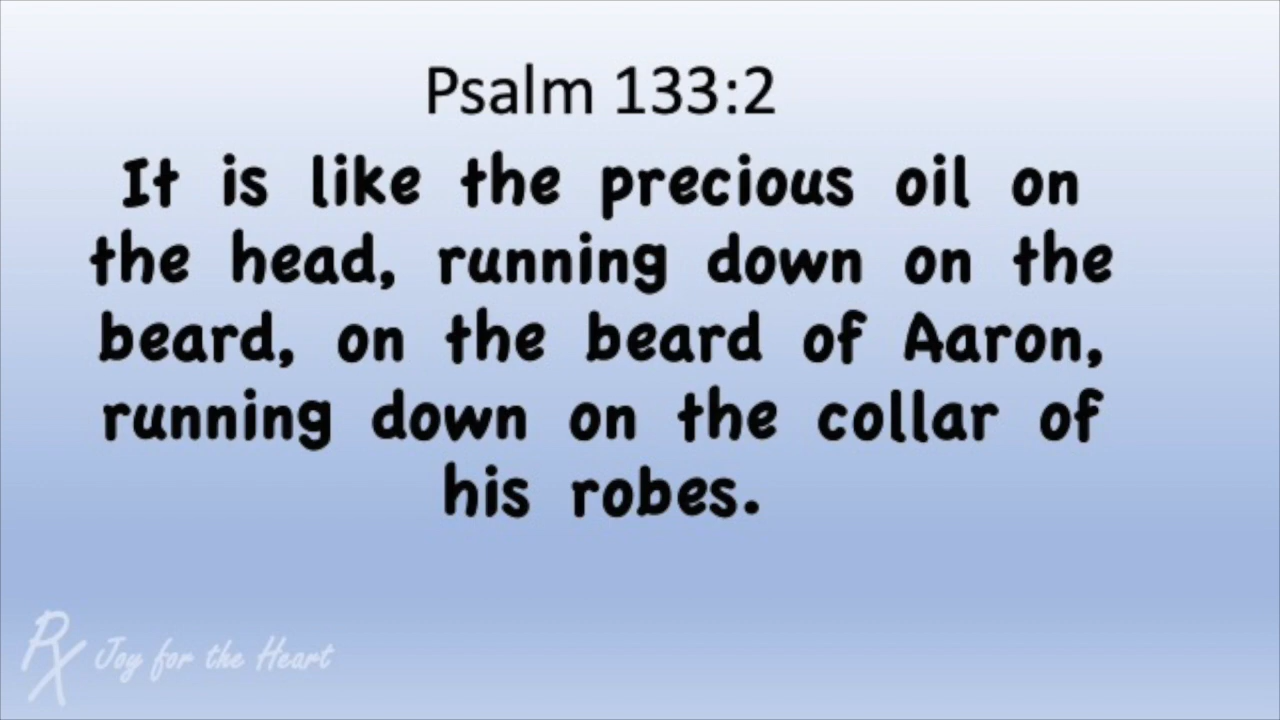 Psalm 133:2
It is like the precious oil on
the head, running down on the
beard, on the beard of Aaron,
running down on the collar of
his robes.
Rx Joy for the Heart